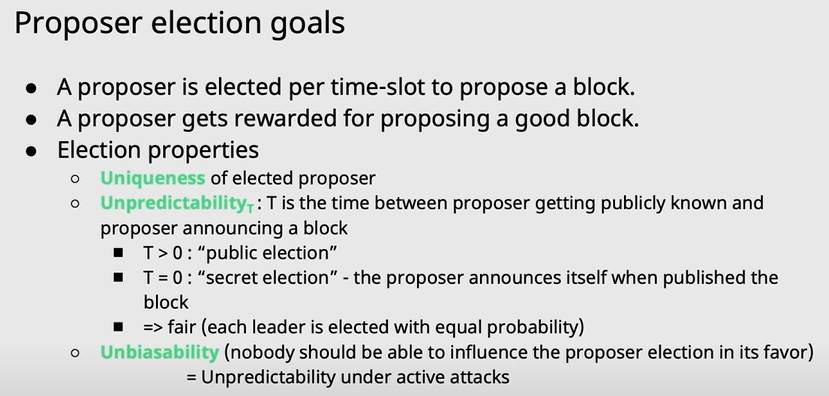 Proposer election goals
● A proposer is elected per time-slot to propose a block.
● A proposer gets rewarded for proposing a good block.
● Election properties
○ Uniqueness of elected proposer
○ Unpredictability_T : T is the time between proposer getting publicly known and
proposer announcing a block
■ T > 0 : “public election”
■ T = 0 : “secret election” - the proposer announces itself when published the
block
■ => fair (each leader is elected with equal probability)
○ Unbiasability (nobody should be able to influence the proposer election in its favor)
= Unpredictability under active attacks